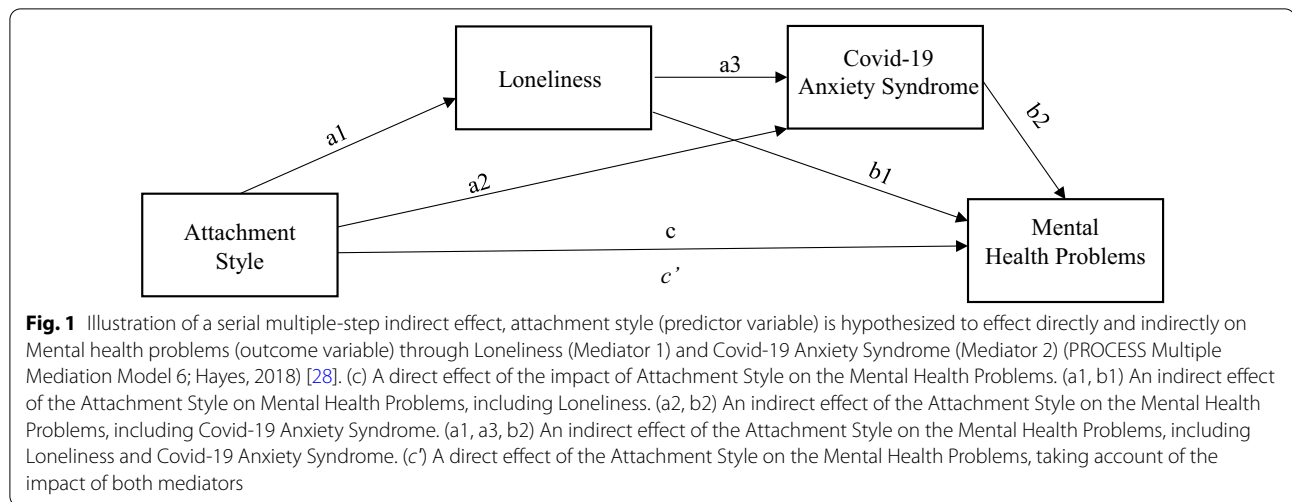 Loneliness
Covid-19
Anxiety Syndrome
Attachment
Style
Mental
Health Problems
a1
a2
a3
b1
b2
c
c’
Fig. 1 Illustration of a serial multiple-step indirect effect, attachment style (predictor variable) is hypothesized to effect directly and indirectly on
Mental health problems (outcome variable) through Loneliness (Mediator 1) and Covid-19 Anxiety Syndrome (Mediator 2) (PROCESS Multiple
Mediation Model 6; Hayes, 2018) [28]. (c) A direct effect of the impact of Attachment Style on the Mental Health Problems. (a1, b1) An indirect effect
of the Attachment Style on Mental Health Problems, including Loneliness. (a2, b2) An indirect effect of the Attachment Style on the Mental Health
Problems, including Covid-19 Anxiety Syndrome. (a1, a3, b2) An indirect effect of the Attachment Style on the Mental Health Problems, including
Loneliness and Covid-19 Anxiety Syndrome. (c') A direct effect of the Attachment Style on the Mental Health Problems, taking account of the
impact of both mediators